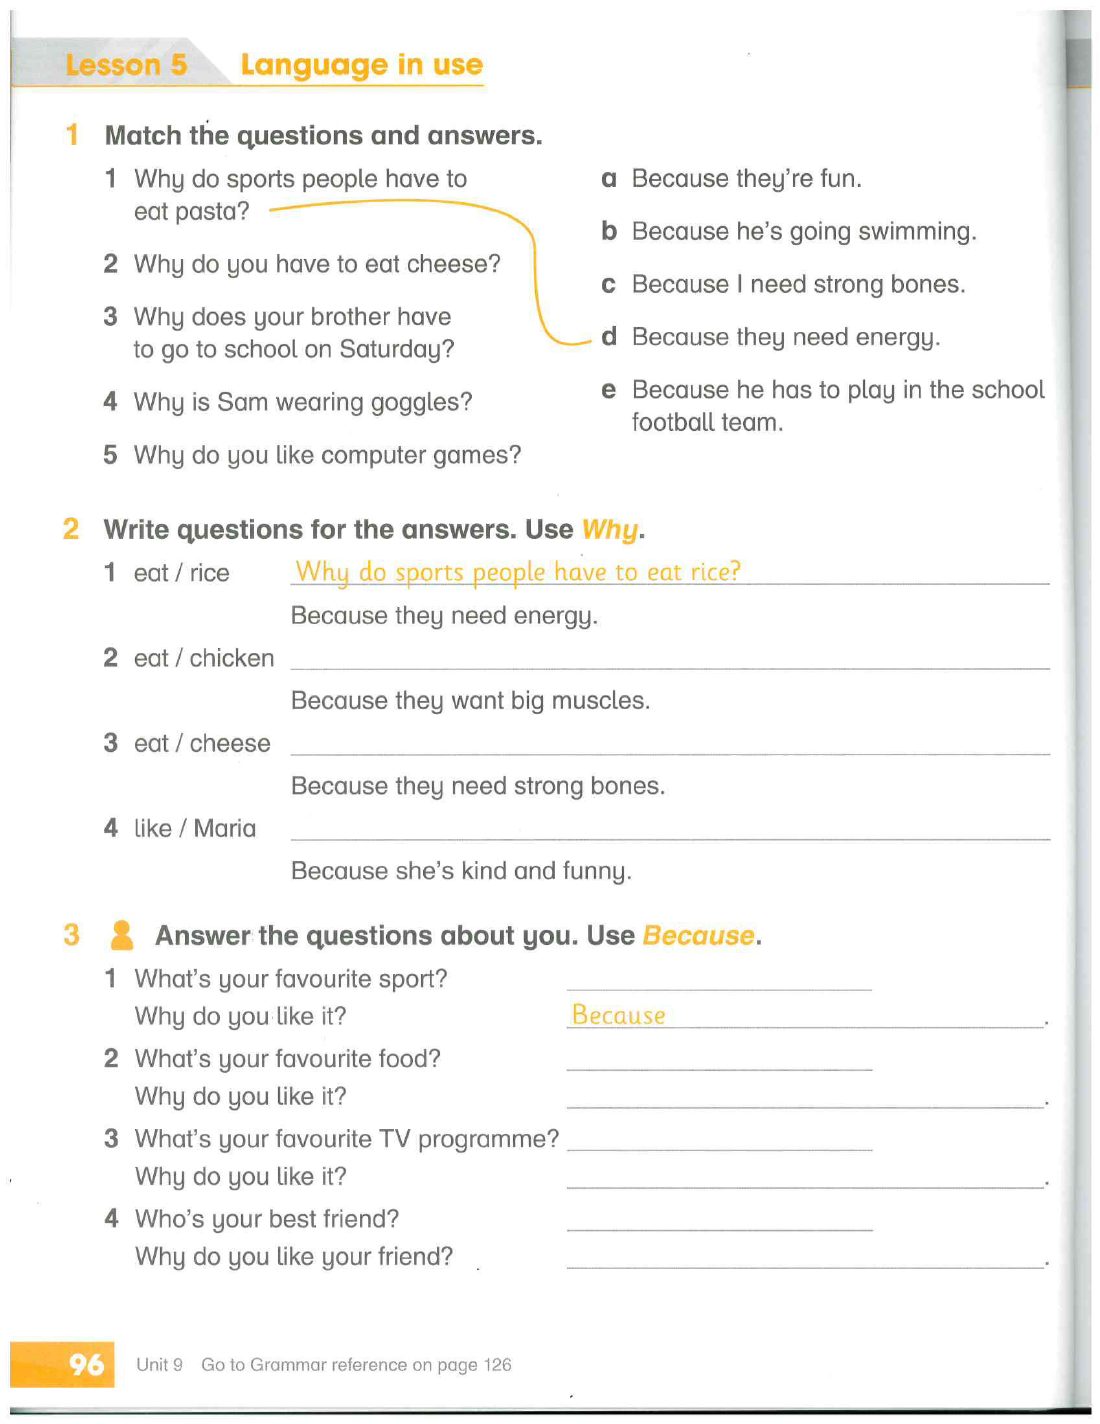 Lesson 5 Language in use
1 Match the questions and answers.
1 Why do sports people have to
eat pasta?
2 Why do you have to eat cheese?
3 Why does your brother have
to go to school on Saturday?
4 Why is Sam wearing goggles?
5 Why do you like computer games?
a Because they're fun.
b Because he's going swimming.
c Because I need strong bones.
d Because they need energy.
e Because he has to play in the school
football team.
2 Write questions for the answers. Use Why.
1 eat / rice Why do sports people have to eat rice?
Because they need energy.
2 eat / chicken
Because they want big muscles.
3 eat / cheese
Because they need strong bones.
4 like / Maria
Because she's kind and funny.
3 Answer the questions about you. Use Because.
1 What's your favourite sport?
Why do you like it? Because .
2 What's your favourite food?
Why do you like it? .
3 What's your favourite TV programme?
Why do you like it? .
4 Who's your best friend?
Why do you like your friend? .
96 Unit 9 Go to Grammar reference on page 126